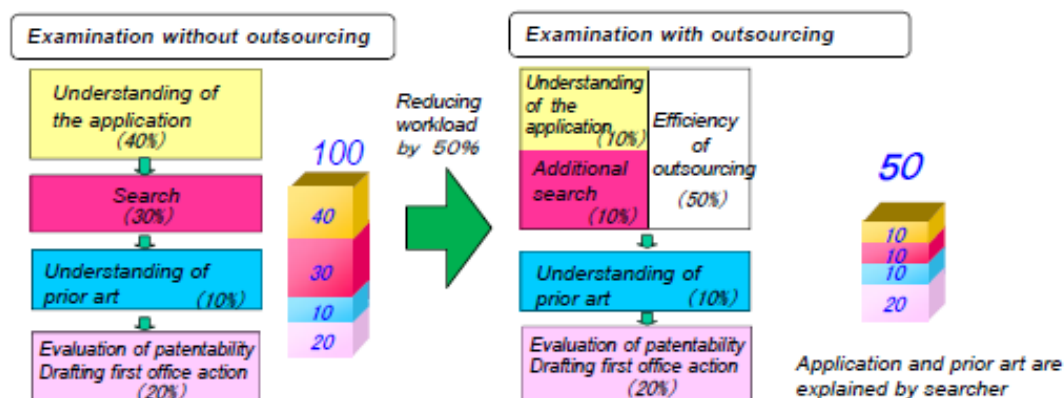 Examination without outsourcing
Understanding of
the application
(40%)
Search
(30%)
Understanding of
prior art (10%)
Evaluation of patentability
Drafting first office action
(20%)
100
40
30
10
20
Reducing
workload
by 50%
Examination with outsourcing
Understanding
of the
application
(10%)
Additional
search
(10%)
Efficiency
of
outsourcing
(50%)
Understanding of
prior art (10%)
Evaluation of patentability
Drafting first office action
(20%)
50
10
10
10
20
Application and prior art are
explained by searcher